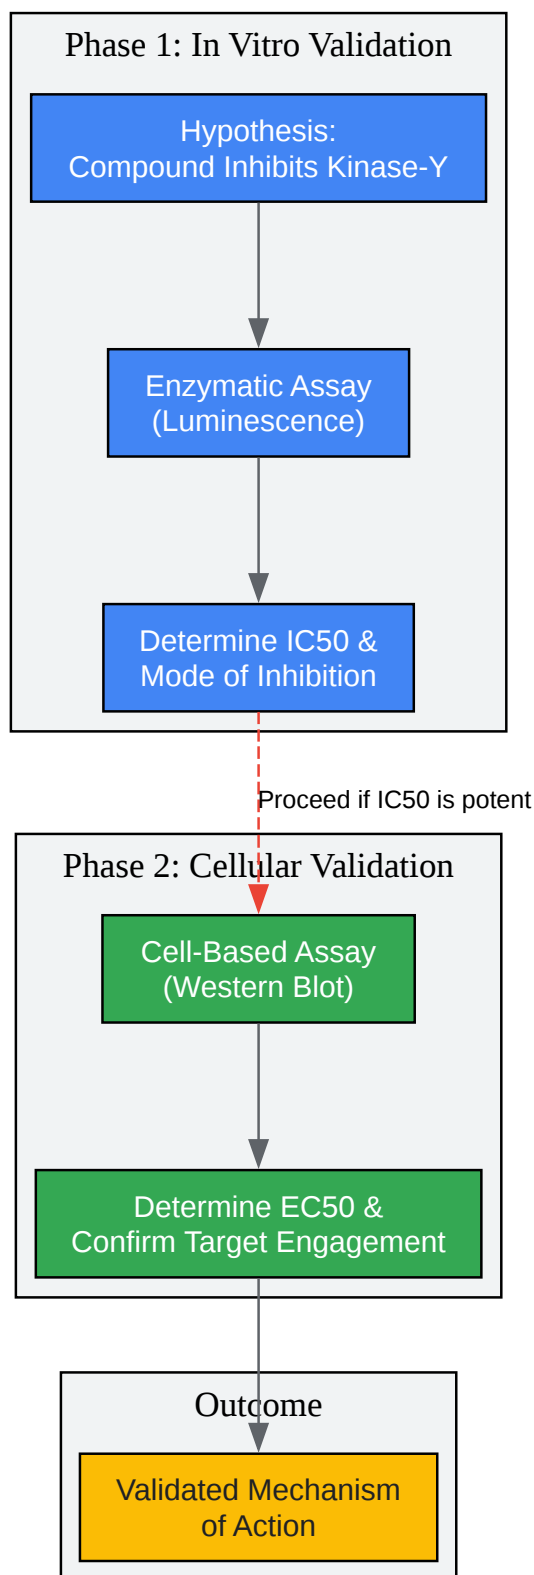 Phase 1: In Vitro Validation
Hypothesis:
Compound Inhibits Kinase-Y
Enzymatic Assay
(Luminescence)
Determine IC50 &
Mode of Inhibition
Proceed if IC50 is potent
Phase 2: Cellular Validation
Cell-Based Assay
(Western Blot)
Determine EC50 &
Confirm Target Engagement
Outcome
Validated Mechanism
of Action